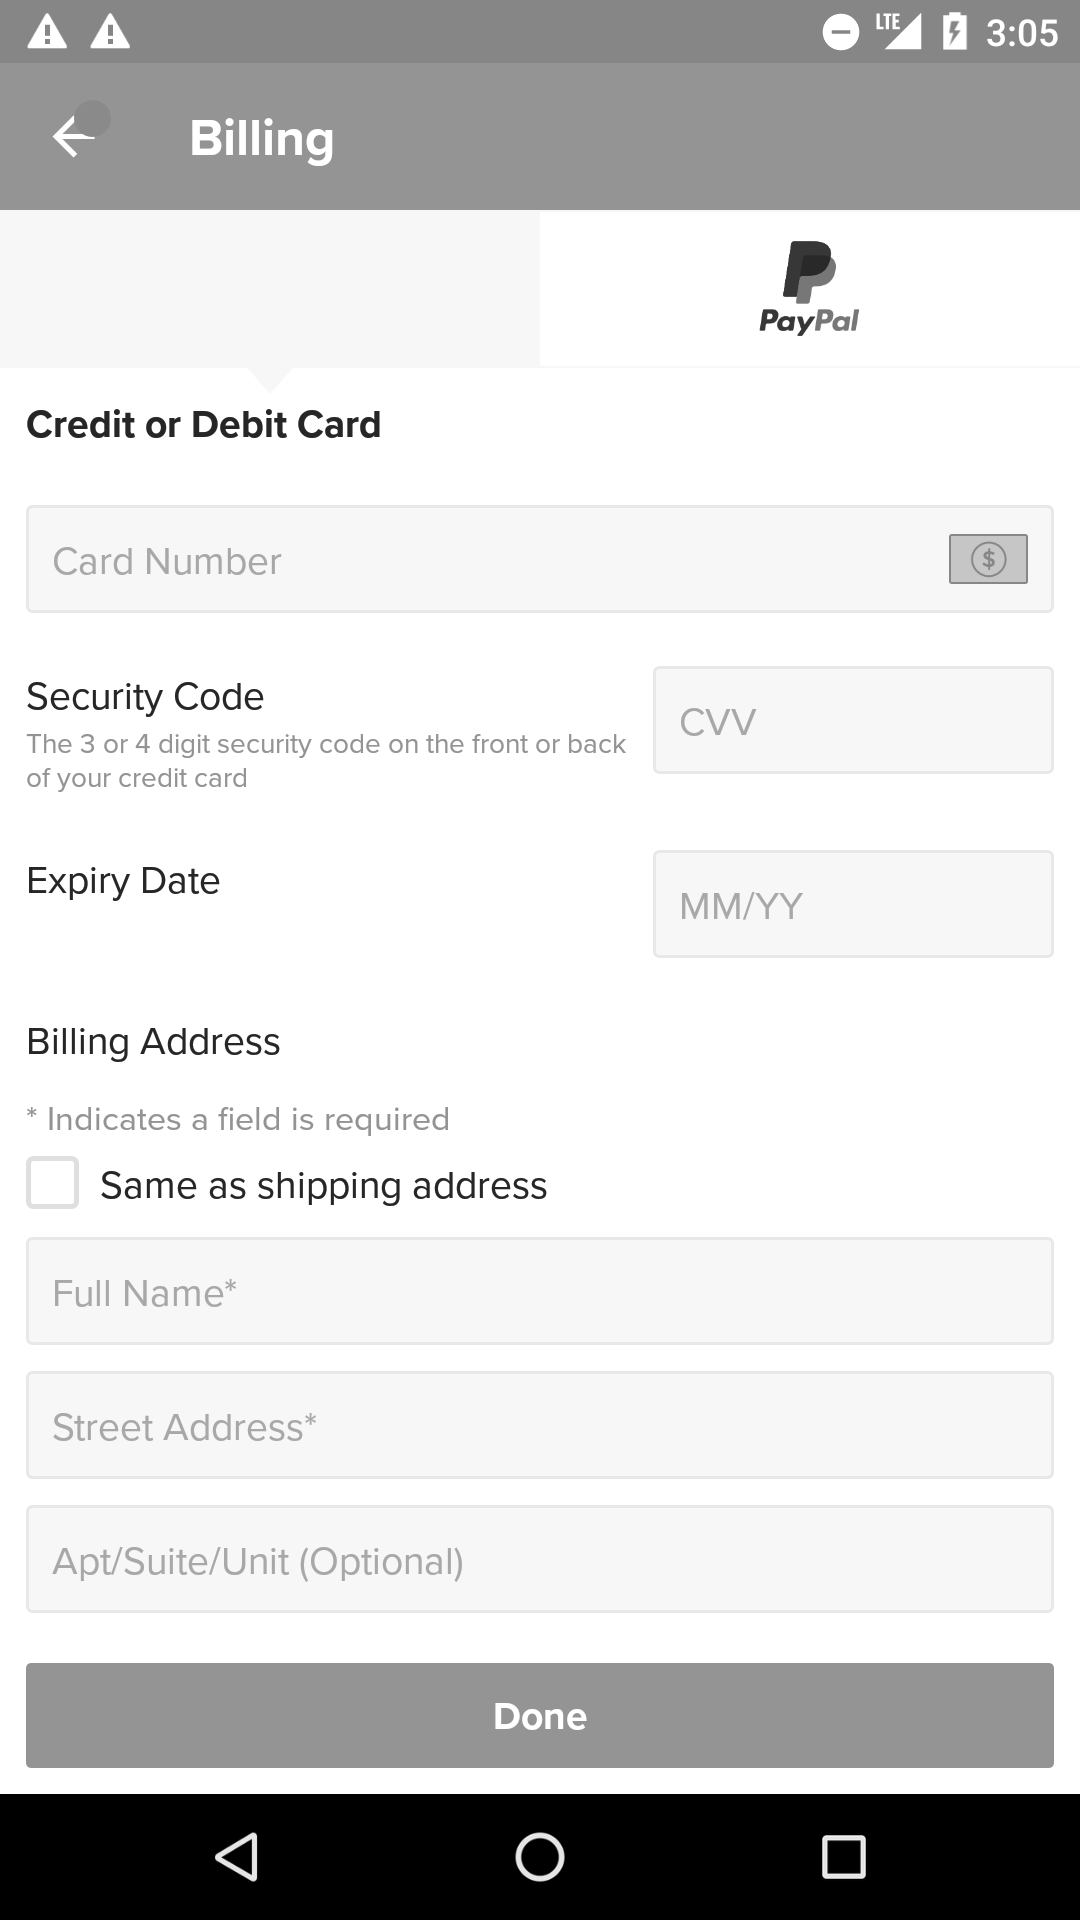 LTE 3:05
Billing
PayPal
Credit or Debit Card
Card Number
$
Security Code
CVV
The 3 or 4 digit security code on the front or back
of your credit card
Expiry Date
MM/YY
Billing Address
* Indicates a field is required
Same as shipping address
Full Name*
Street Address*
Apt/Suite/Unit (Optional)
Done